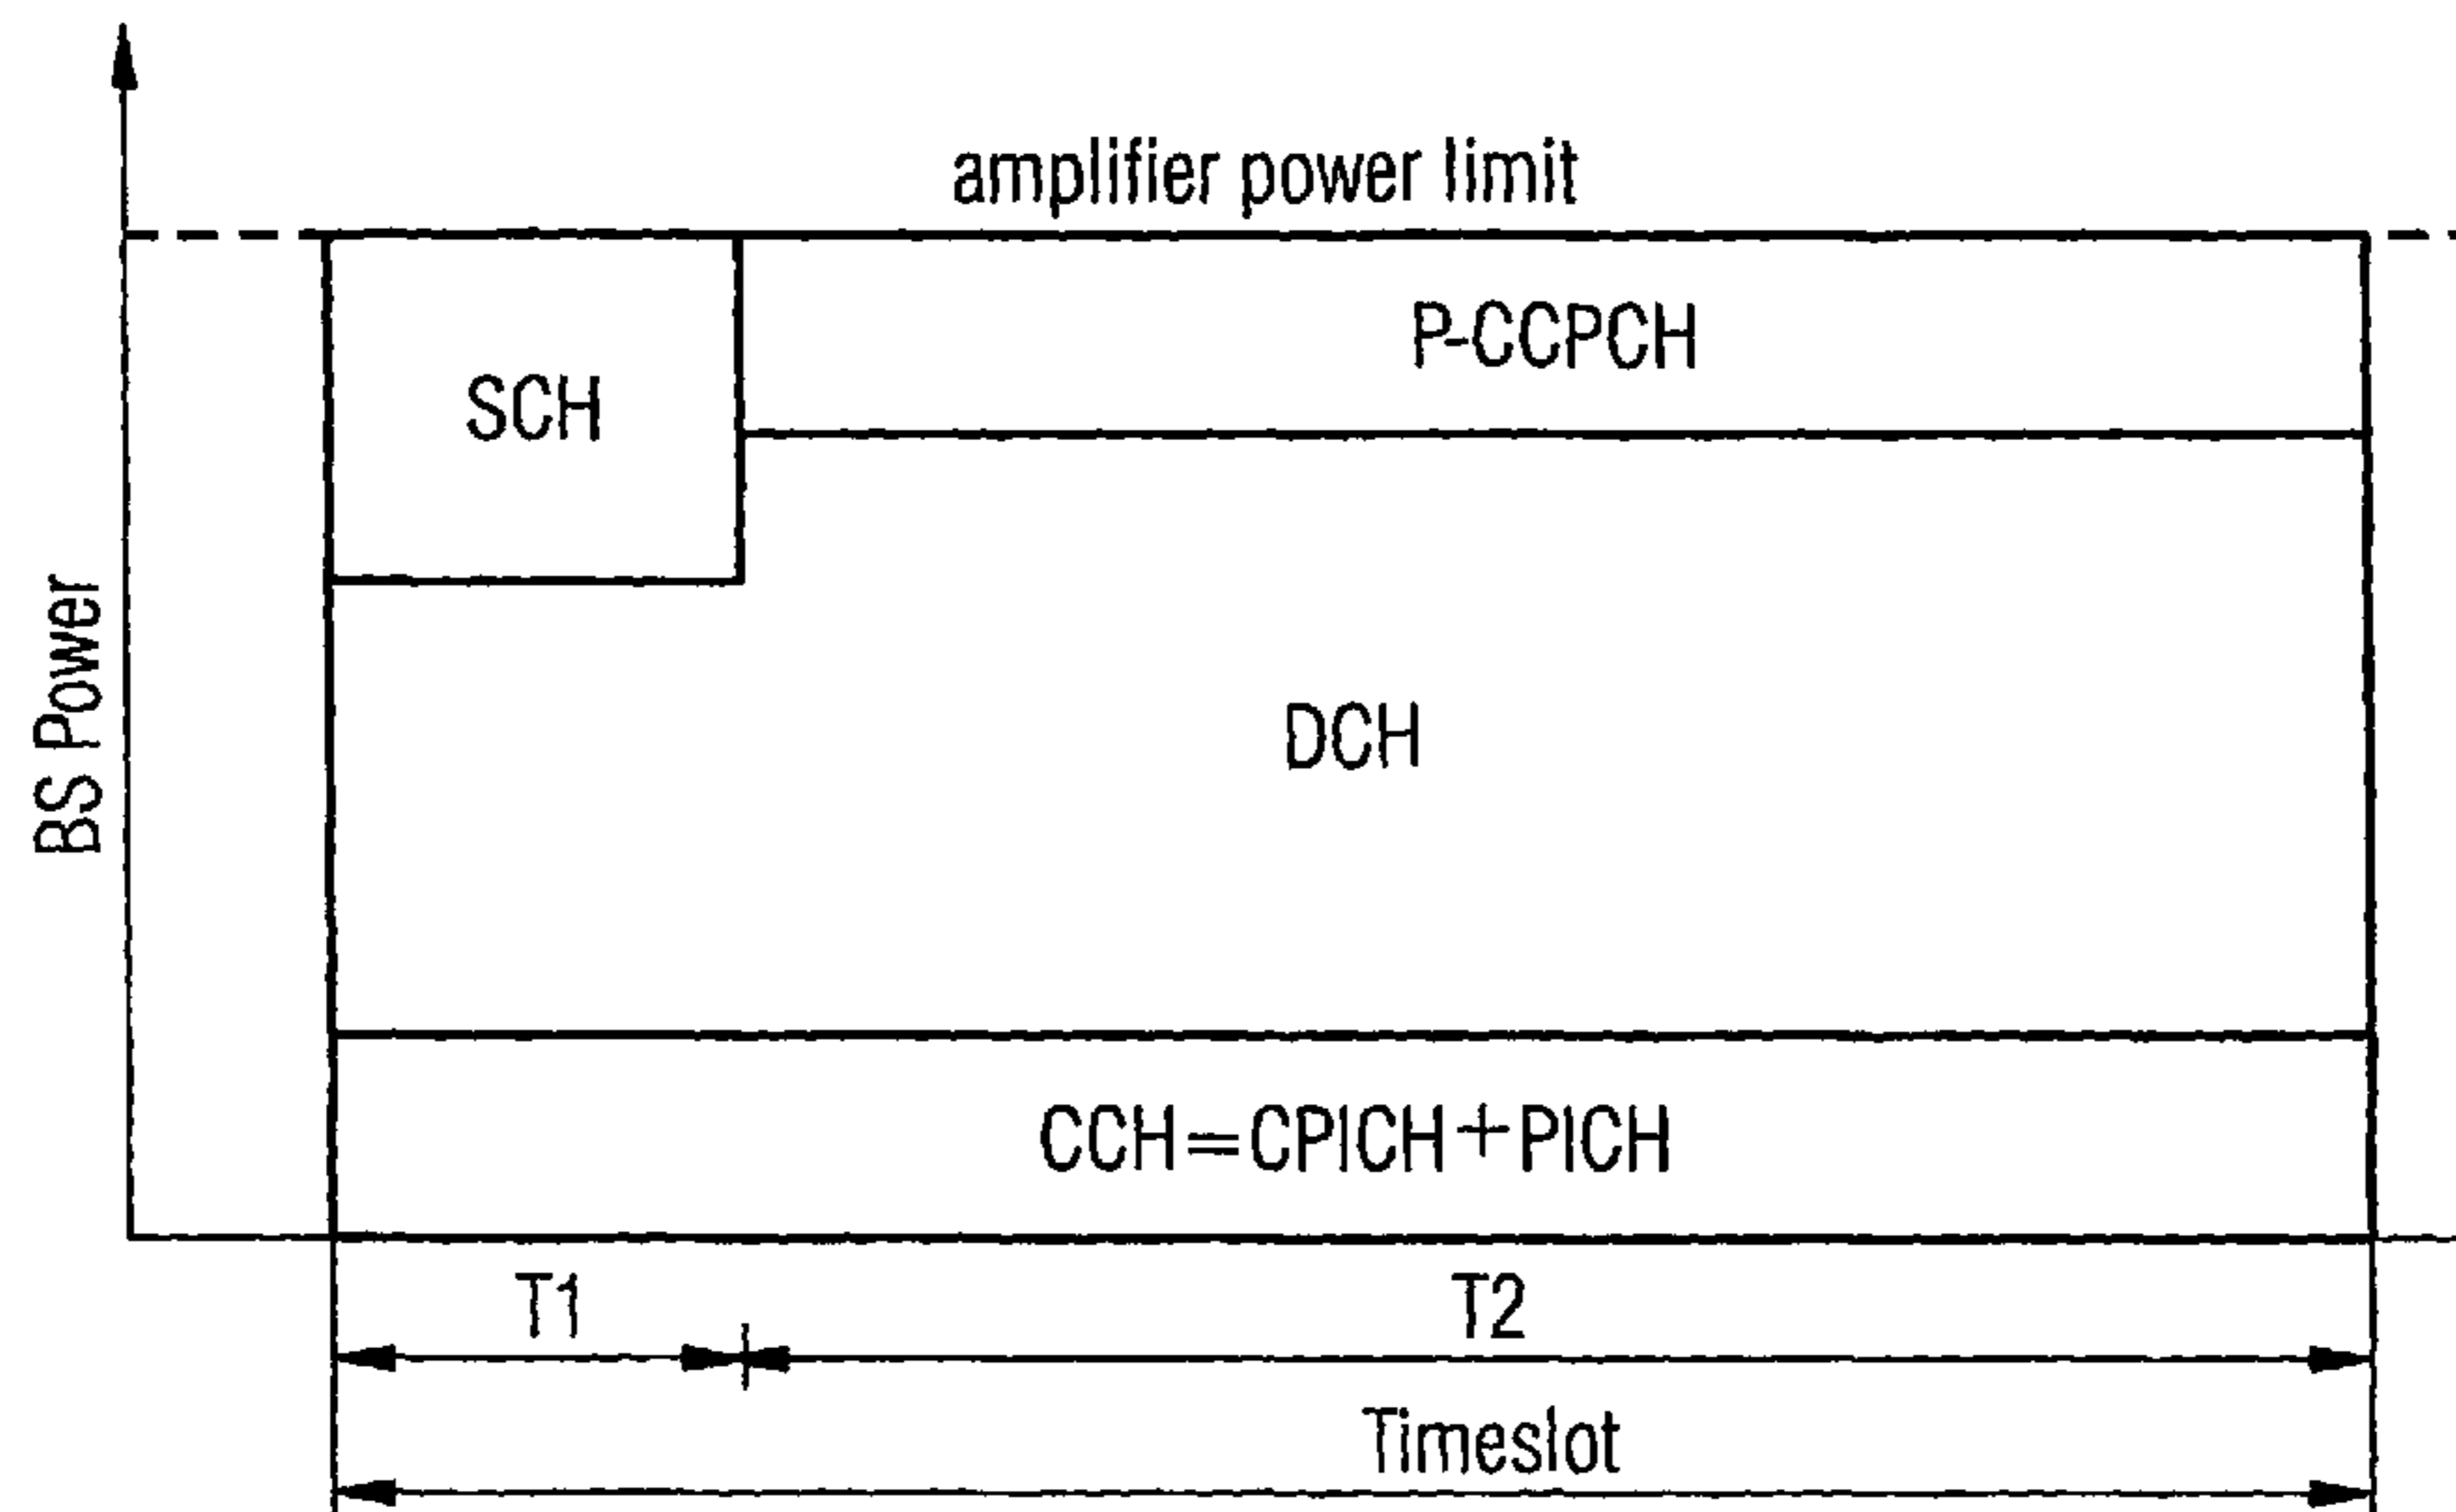 amplifier power limit
P-CCPCH
SCH
DCH
BS Power
CCH=CPICH+PICH
T1
T2
Timeslot